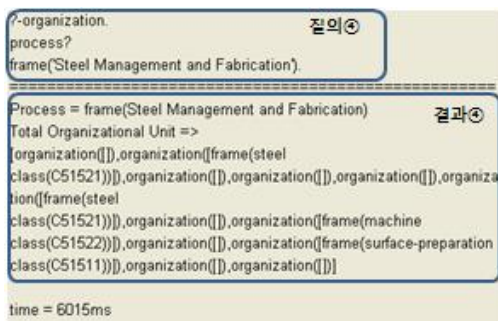 ?-organization.
질의④
process?
frame('Steel Management and Fabrication').
======================================================
Process = frame(Steel Management and Fabrication)
결과④
Total Organizational Unit =>
[organization([]),organization([frame(steel
class(C51521))]),organization([]),organization([]),organization([]),organiza
tion([frame(steel
class(C51521))]),organization([]),organization([frame(machine
class(C51522))]),organization([]),organization([frame(surface-preparation
class(C51511))]),organization([]),organization([])]
time = 6015ms